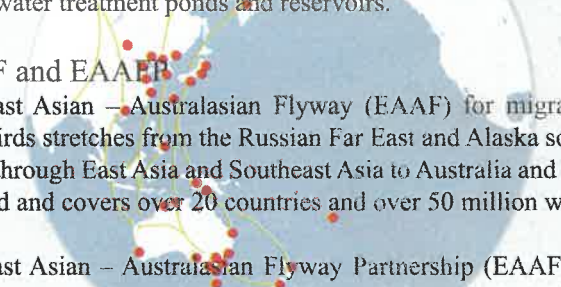 water treatment ponds and reservoirs.
F and EAAFP
ast Asian – Australasian Flyway (EAAF) for migra
irds stretches from the Russian Far East and Alaska so
hrough East Asia and Southeast Asia to Australia and
d and covers over 20 countries and over 50 million w
ast Asian – Australasian Flyway Partnership (EAAF